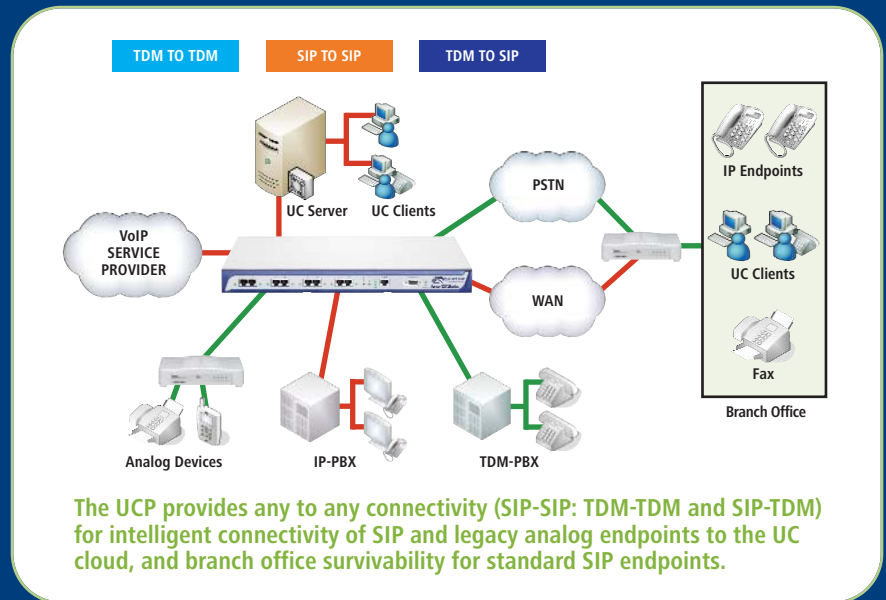 TDM TO TDM
SIP TO SIP
TDM TO SIP
UC Server
UC Clients
PSTN
IP Endpoints
VoIP
SERVICE
PROVIDER
WAN
UC Clients
Fax
Branch Office
Analog Devices
IP-PBX
TDM-PBX
The UCP provides any to any connectivity (SIP-SIP: TDM-TDM and SIP-TDM)
for intelligent connectivity of SIP and legacy analog endpoints to the UC
cloud, and branch office survivability for standard SIP endpoints.